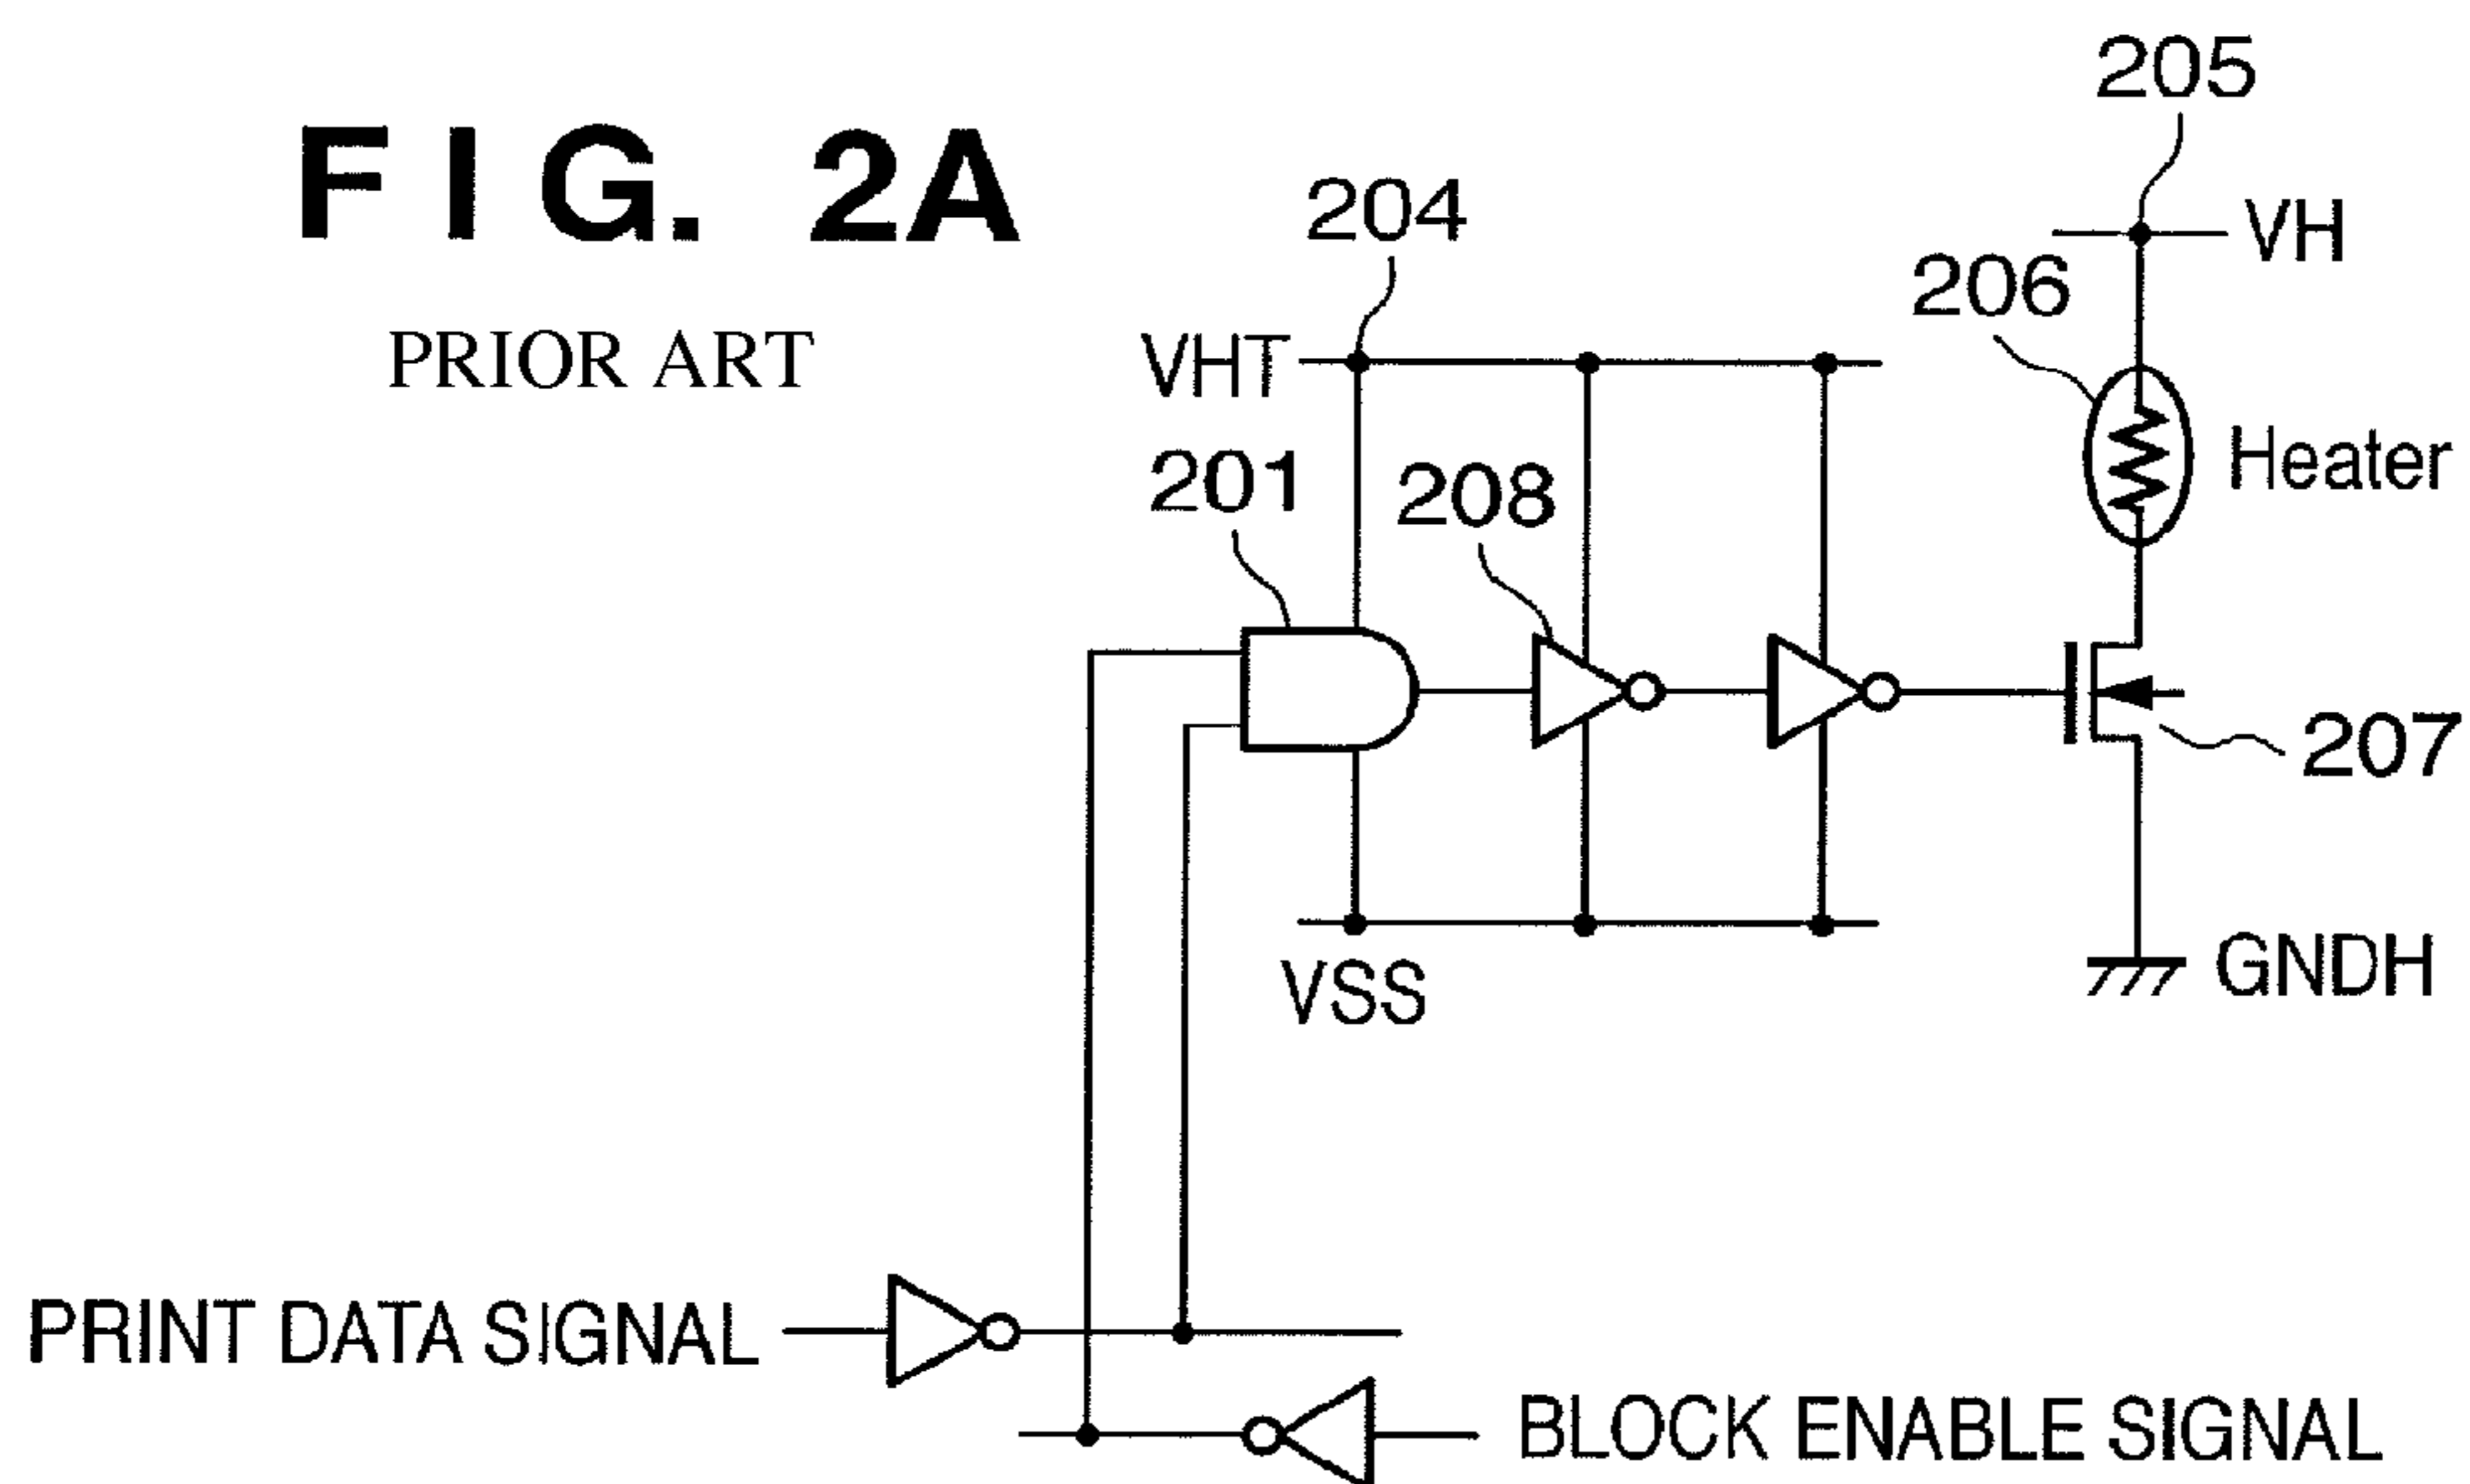 FIG. 2A
PRIOR ART
205
204
VH
206
VHT
Heater
201
208
207
VSS
GNDH
PRINT DATA SIGNAL
BLOCK ENABLE SIGNAL